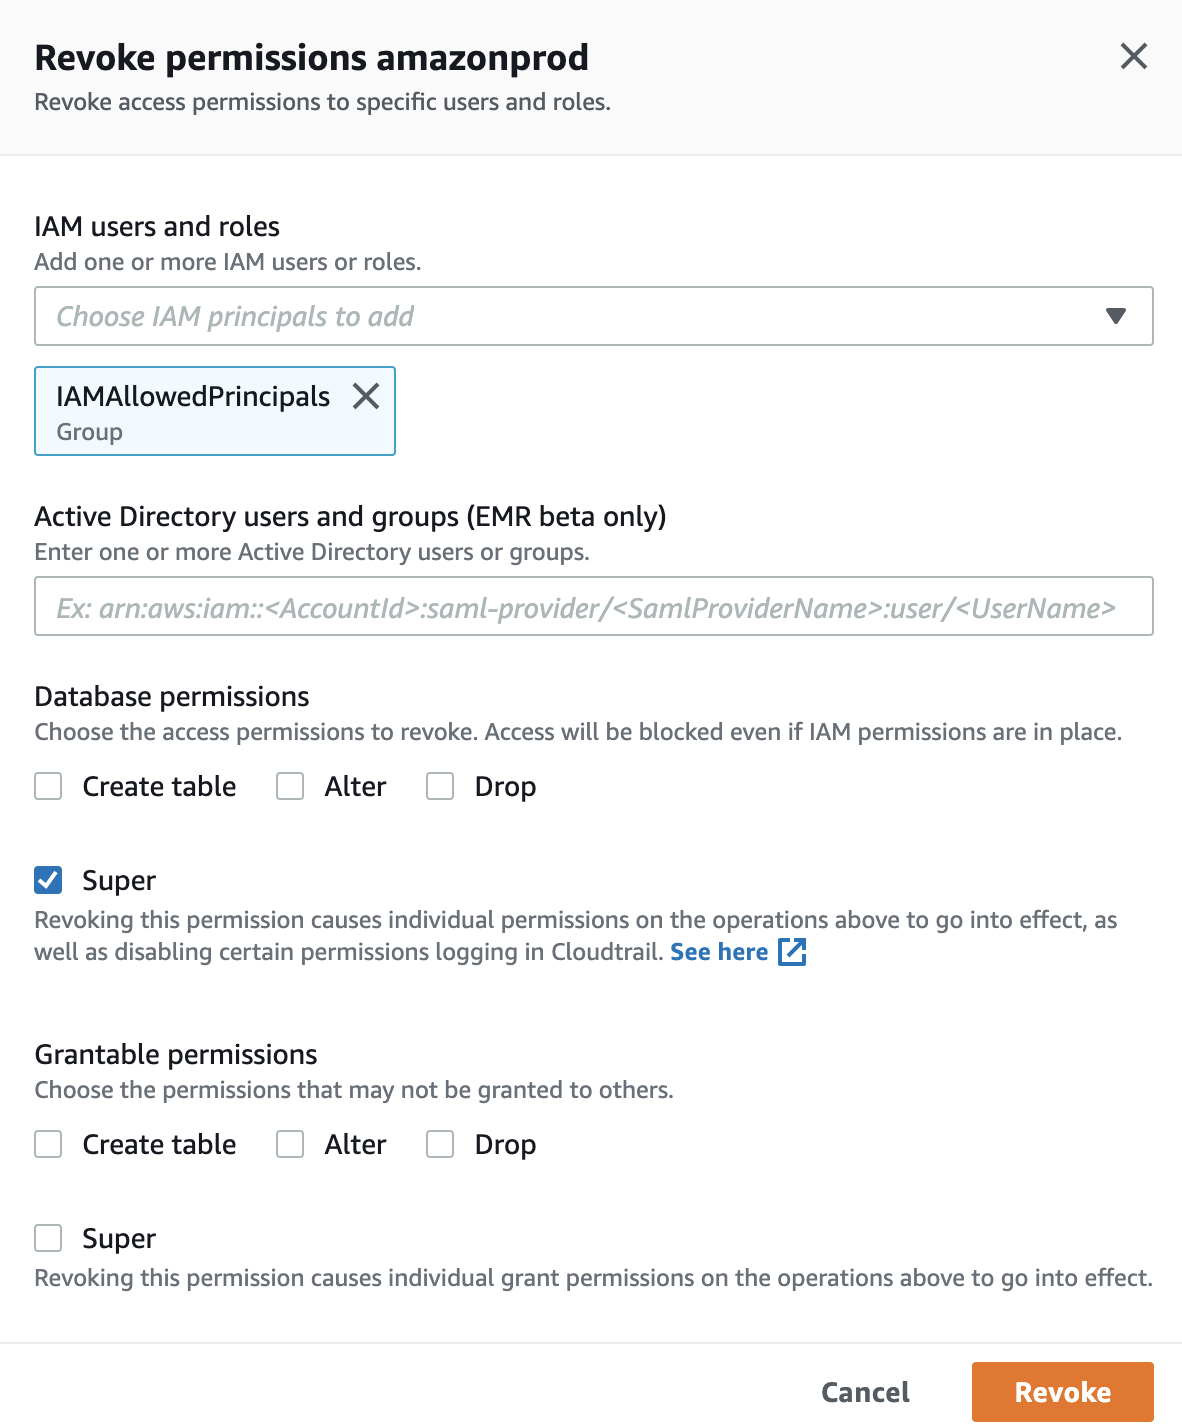 Revoke permissions amazonprod
Revoke access permissions to specific users and roles.
IAM users and roles
Add one or more IAM users or roles.
Choose IAM principals to add
IAMAllowedPrincipals
Group
Active Directory users and groups (EMR beta only)
Enter one or more Active Directory users or groups.
Ex: arn:aws:iam::<AccountId>:saml-provider/<SamlProviderName>:user/<UserName>
Database permissions
Choose the access permissions to revoke. Access will be blocked even if IAM permissions are in place.
Create table Alter Drop
Super
Revoking this permission causes individual permissions on the operations above to go into effect, as
well as disabling certain permissions logging in Cloudtrail. See here
Grantable permissions
Choose the permissions that may not be granted to others.
Create table Alter Drop
Super
Revoking this permission causes individual grant permissions on the operations above to go into effect.
Cancel Revoke